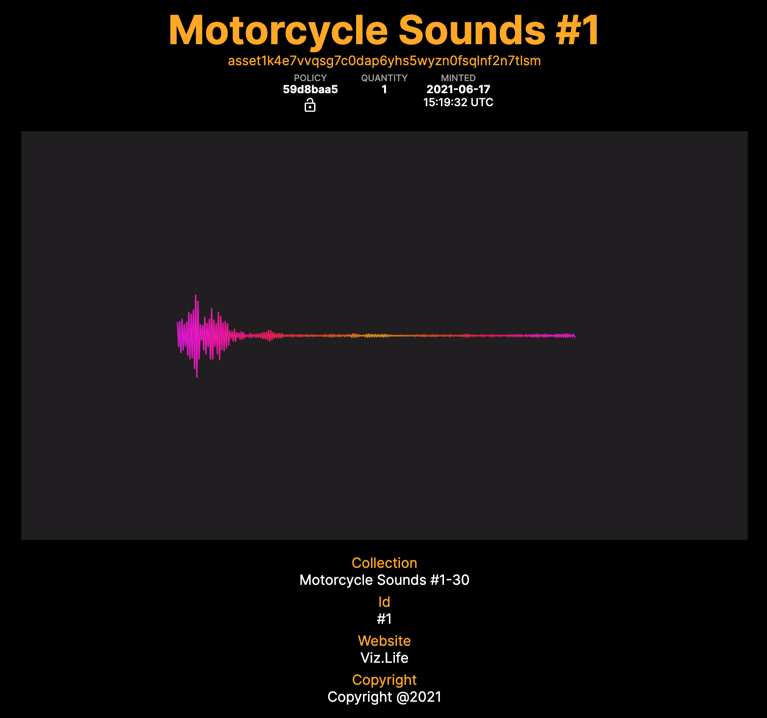 Motorcycle Sounds #1
asset1k4e7vvqsg7c0dap6yhs5wyzn0fsqlnf2n7tlsm
POLICY QUANTITY MINTED
59d8baa5 1 2021-06-17
15:19:32 UTC
Collection
Motorcycle Sounds #1-30
Id
#1
Website
Viz.Life
Copyright
Copyright @2021